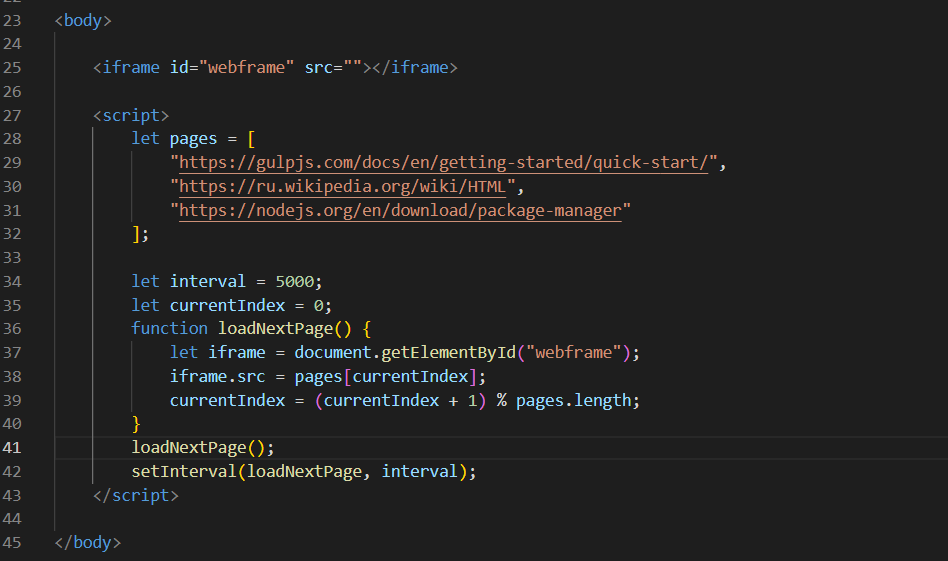 22
23 <body>
24
25 <iframe id="webframe" src=""></iframe>
26
27 <script>
28 let pages = [
29 "https://gulpjs.com/docs/en/getting-started/quick-start/",
30 "https://ru.wikipedia.org/wiki/HTML",
31 "https://nodejs.org/en/download/package-manager"
32 ];
33
34 let interval = 5000;
35 let currentIndex = 0;
36 function loadNextPage() {
37 let iframe = document.getElementById("webframe");
38 iframe.src = pages[currentIndex];
39 currentIndex = (currentIndex + 1) % pages.length;
40 }
41 loadNextPage();
42 setInterval(loadNextPage, interval);
43 </script>
44
45 </body>